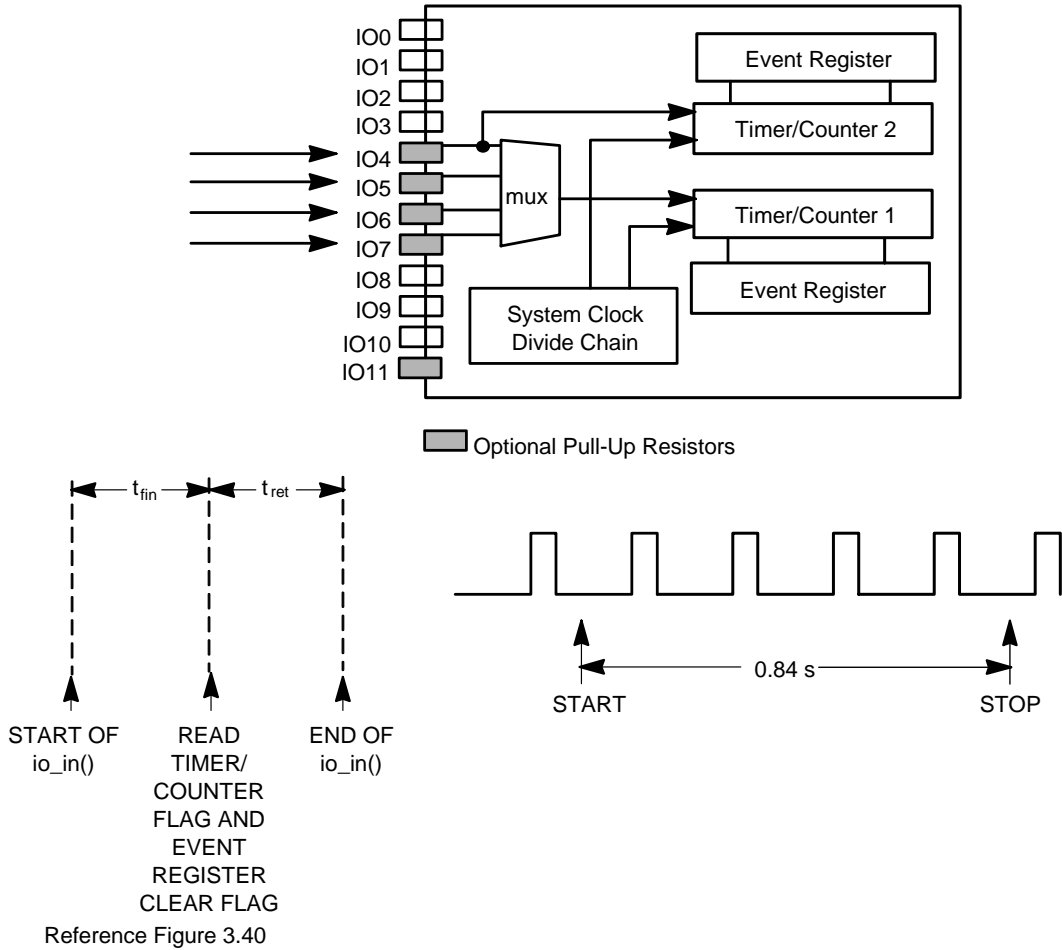 IO0
IO1
IO2
IO3
IO4
IO5
IO6
IO7
IO8
IO9
IO10
IO11
mux
Event Register
Timer/Counter 2
Timer/Counter 1
Event Register
System Clock
Divide Chain
Optional Pull-Up Resistors
tfin
tret
START OF
io_in()
READ
TIMER/
COUNTER
FLAG AND
EVENT
REGISTER
CLEAR FLAG
END OF
io_in()
0.84 s
START
STOP
Reference Figure 3.40